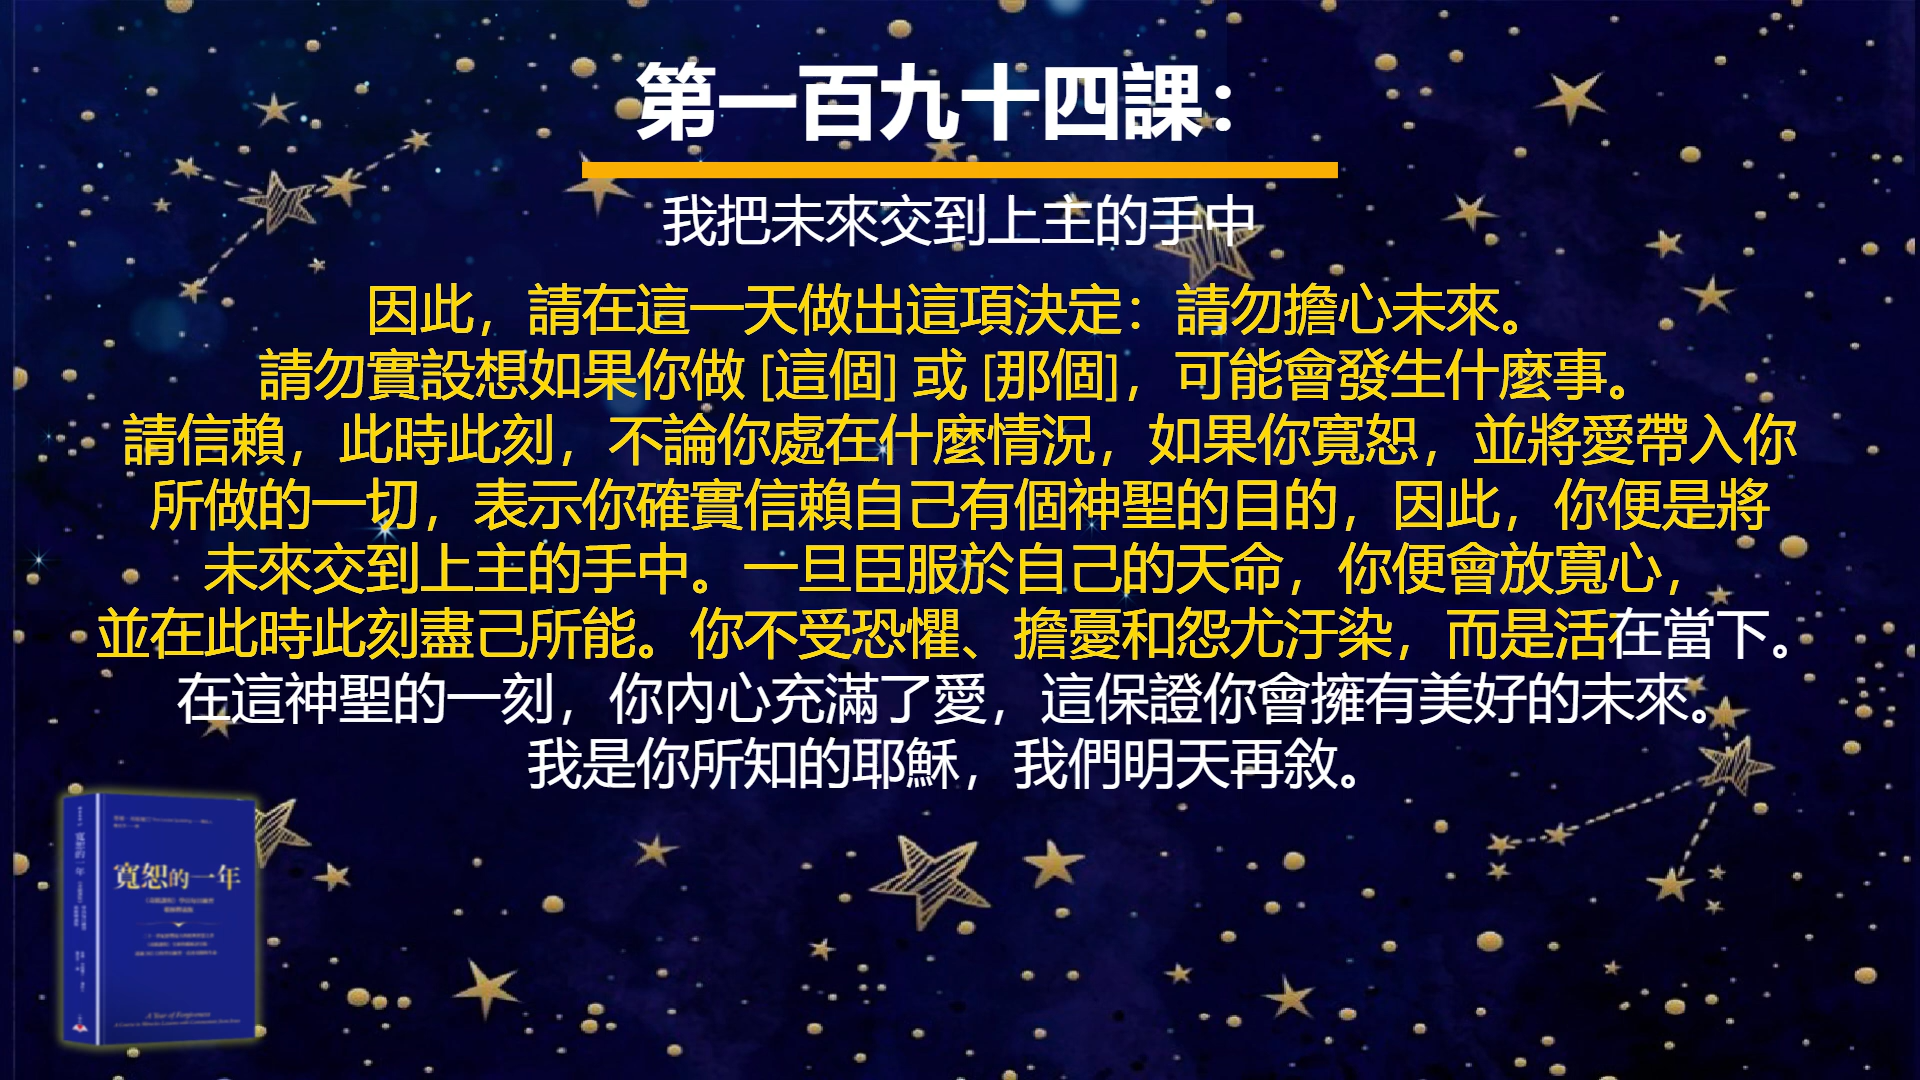 第一百九十四課：
我把未來交到上主的手中
因此，請在這一天做出這項決定：請勿擔心未來。
請勿實設想如果你做 [這個] 或 [那個]，可能會發生什麼事。
請信賴，此時此刻，不論你處在什麼情況，如果你寬恕，並將愛帶入你
所做的一切，表示你確實信賴自己有個神聖的目的，因此，你便是將
未來交到上主的手中。一旦臣服於自己的天命，你便會放寬心，
並在此時此刻盡己所能。你不受恐懼、擔憂和怨尤汙染，而是活在當下。
在這神聖的一刻，你內心充滿了愛，這保證你會擁有美好的未來。
我是你所知的耶穌，我們明天再敘。
寬恕的一年
寬恕的一年
A Year of Forgiveness